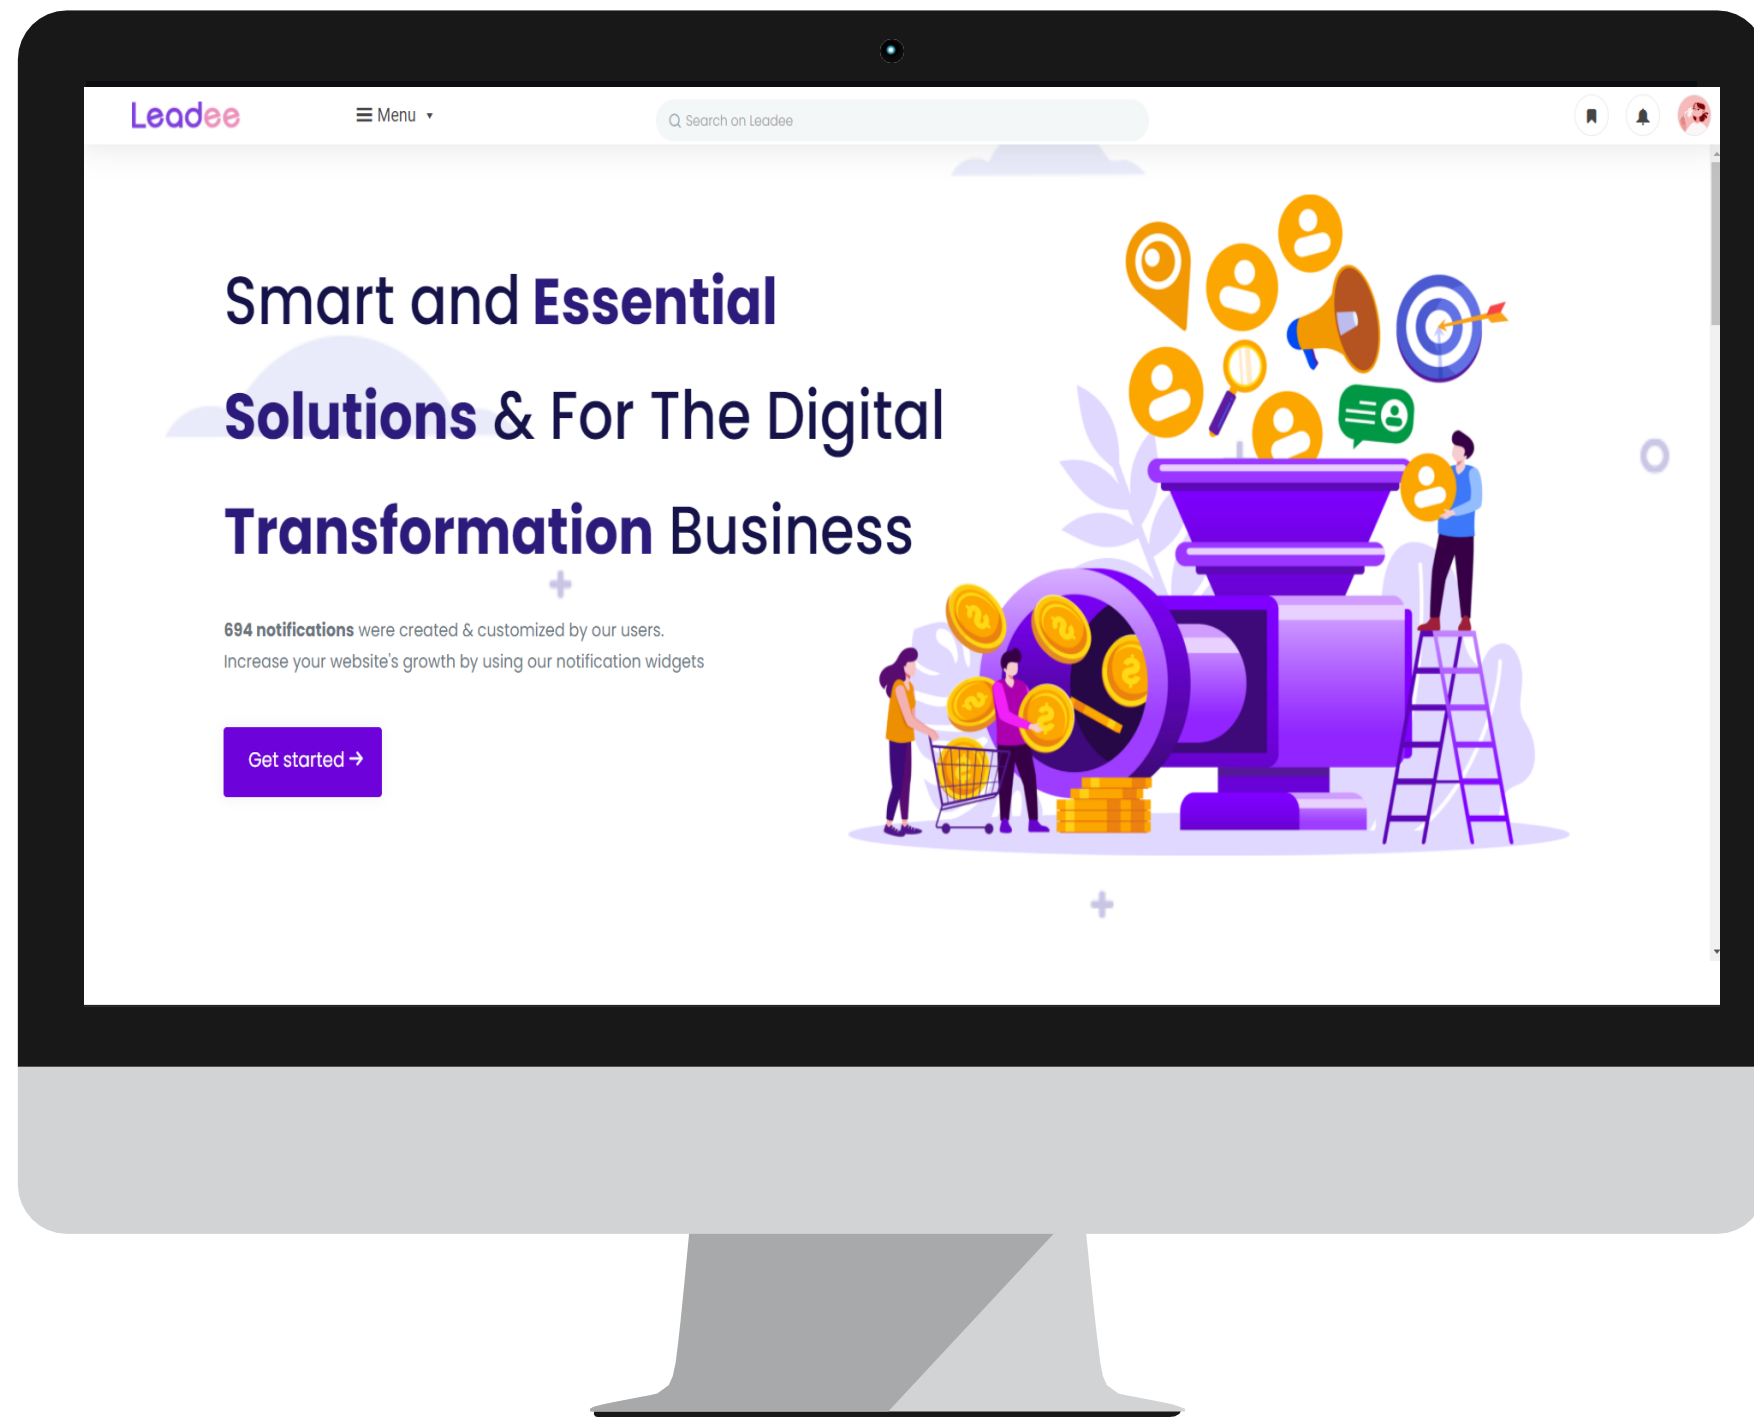 Leadee
Menu
Search on Leadee
Smart and Essential
Solutions & For The Digital
Transformation Business
694 notifications were created & customized by our users.
Increase your website's growth by using our notification widgets
Get started →